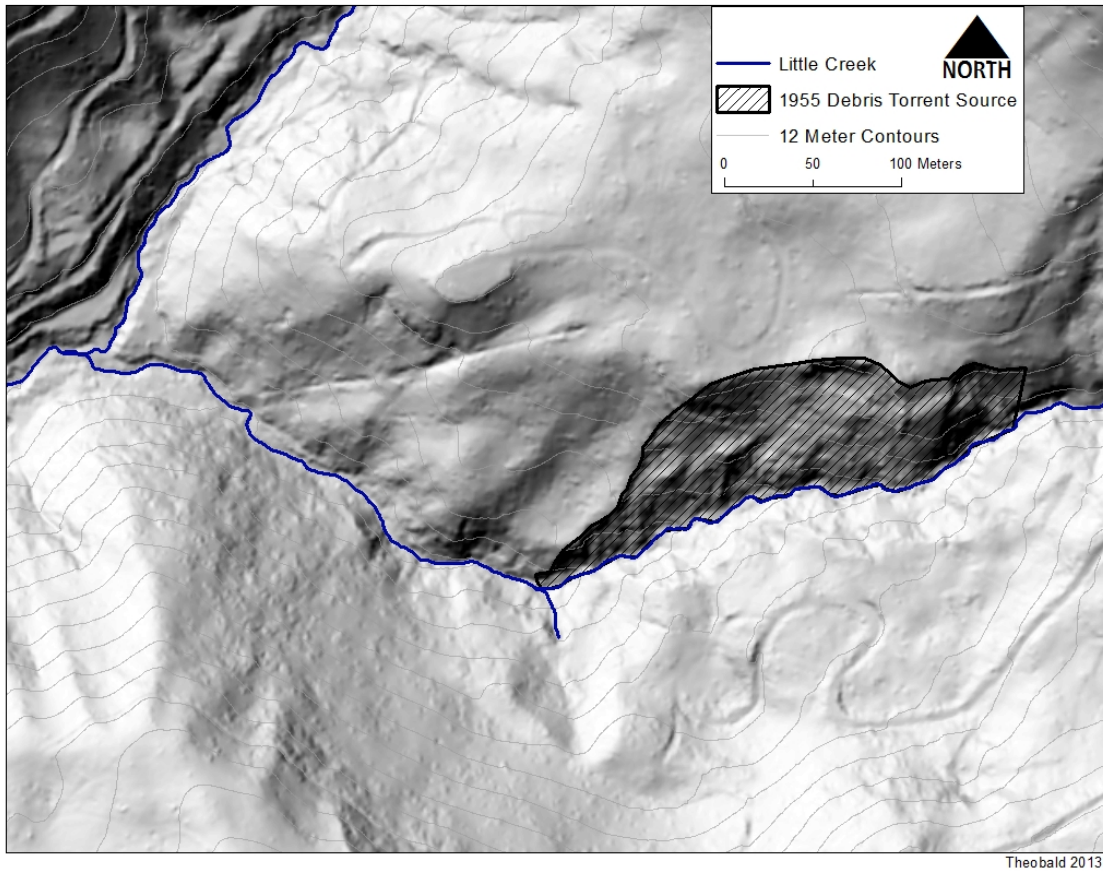 NORTH
Little Creek
1955 Debris Torrent Source
12 Meter Contours
0 50 100 Meters
Theobald 2013